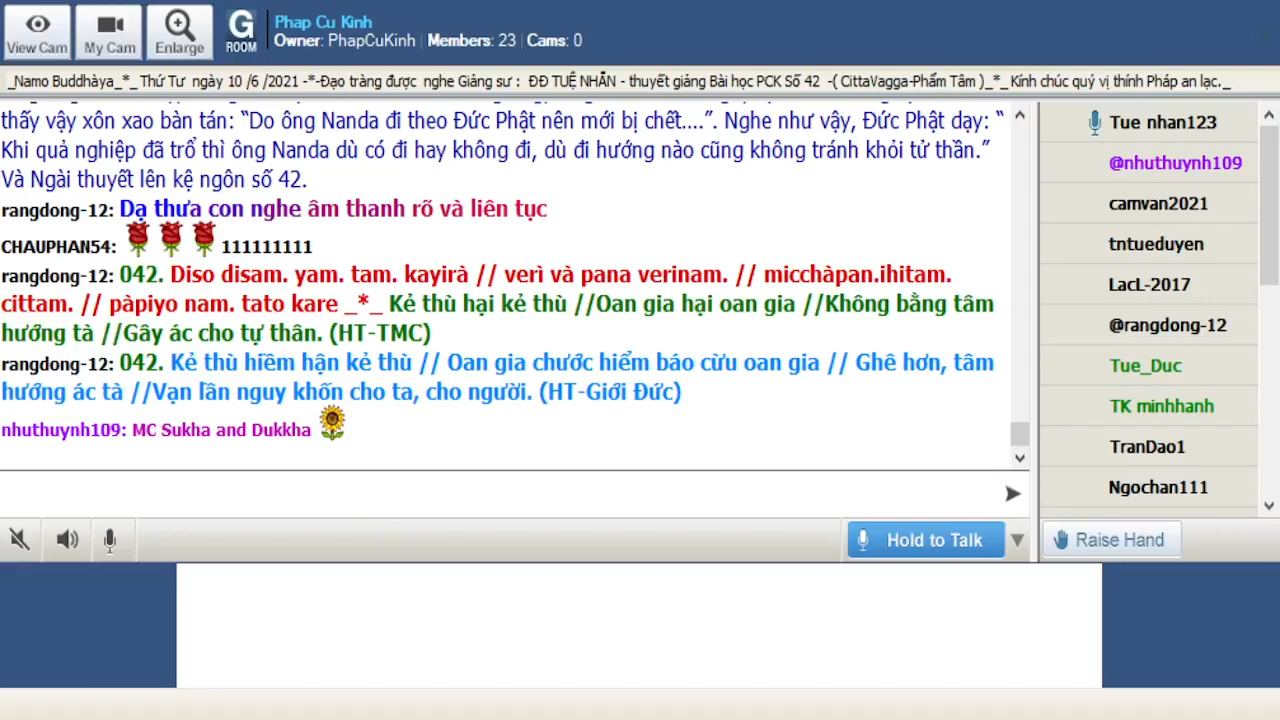 Phap Cu Kinh
Owner: PhapCuKinh | Members: 23 | Cams: 0
View Cam
My Cam
Enlarge
G ROOM
_Namo Buddhàya_*_ Thứ Tư ngày 10 /6 /2021 -*-Đạo tràng được nghe Giảng sư : ĐĐ TUỆ NHẪN - thuyết giảng Bài học PCK Số 42 -( CittaVagga-Phẩm Tâm )_*_ Kính chúc quý vị thính Pháp an lạc._
thấy vậy xôn xao bàn tán: “Do ông Nanda đi theo Đức Phật nên mới bị chết....”. Nghe như vậy, Đức Phật dạy: “
Khi quả nghiệp đã trổ thì ông Nanda dù có đi hay không đi, dù đi hướng nào cũng không tránh khỏi tử thần.”
Và Ngài thuyết lên kệ ngôn số 42.
rangdong-12: Dạ thưa con nghe âm thanh rõ và liên tục
CHAUPHAN54: 111111111
rangdong-12: 042. Diso disam. yam. tam. kayirà // verì và pana verinam. // micchàpan.ihitam.
cittam. // pàpiyo nam. tato kare _*_ Kẻ thù hại kẻ thù //Oan gia hại oan gia //Không bằng tâm
hướng tà //Gây ác cho tự thân. (HT-TMC)
rangdong-12: 042. Kẻ thù hiềm hận kẻ thù // Oan gia chước hiểm báo cừu oan gia // Ghê hơn, tâm
hướng ác tà //Vạn lần nguy khốn cho ta, cho người. (HT-Giới Đức)
nhuthuynh109: MC Sukha and Dukkha
Tue nhan123
@nhuthuynh109
camvan2021
tntueduyen
LacL-2017
@rangdong-12
Tue_Duc
TK minhhanh
TranDao1
Ngochan111
Hold to Talk
Raise Hand